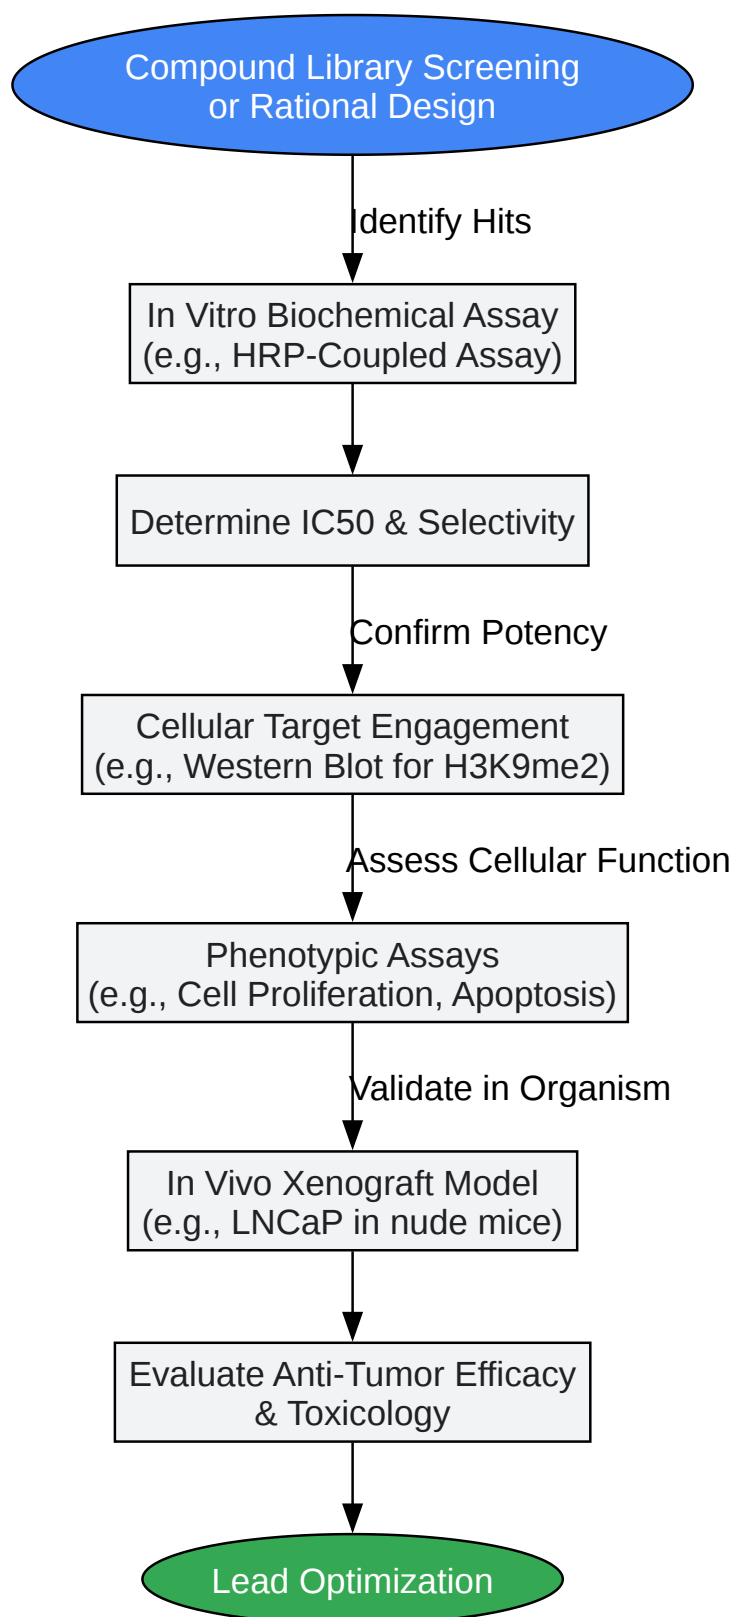 Compound Library Screening
or Rational Design
Identify Hits
In Vitro Biochemical Assay
(e.g., HRP-Coupled Assay)
Determine IC50 & Selectivity
Confirm Potency
Cellular Target Engagement
(e.g., Western Blot for H3K9me2)
Assess Cellular Function
Phenotypic Assays
(e.g., Cell Proliferation, Apoptosis)
Validate in Organism
In Vivo Xenograft Model
(e.g., LNCaP in nude mice)
Evaluate Anti-Tumor Efficacy
& Toxicology
Lead Optimization